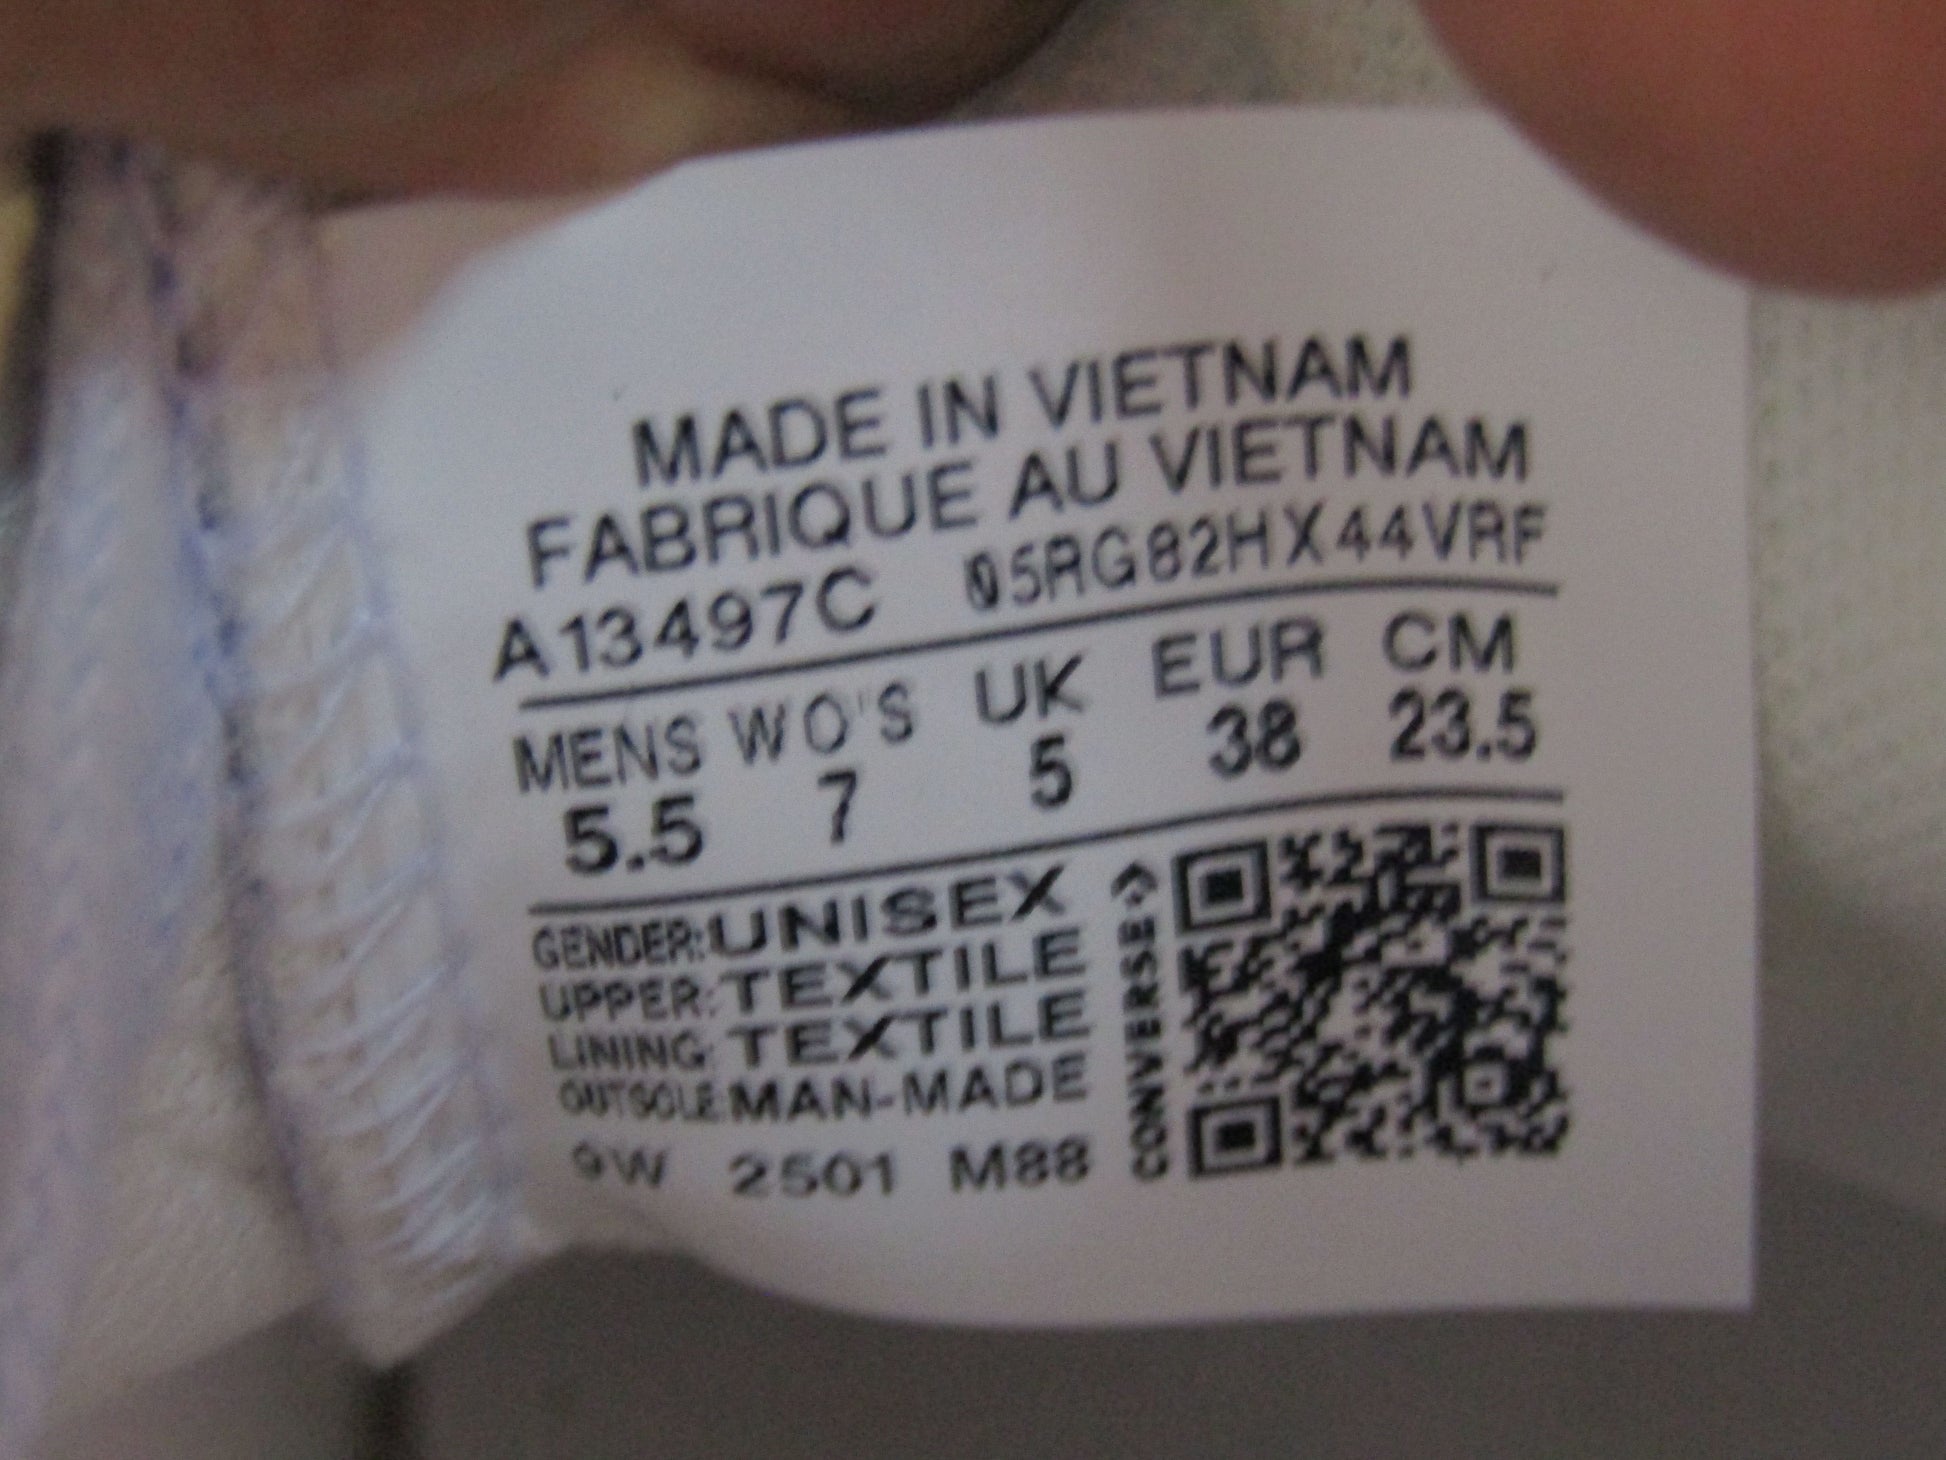 MADE IN VIETNAM
FABRIQUE AU VIETNAM
A13497C 05RG82HX44VRF
MENS WO'S UK EUR CM
5.5 7 5 38 23.5
GENDER: UNISEX
UPPER: TEXTILE
LINING: TEXTILE
OUTSOLE: MAN-MADE
9W 2501 M88
CONVERSE